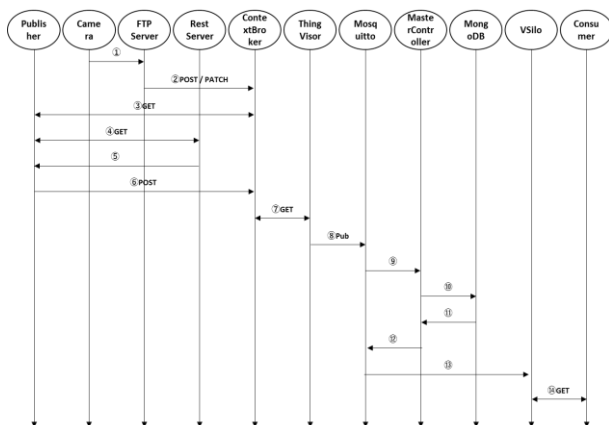 Publis
her
Came
ra
FTP
Server
Rest
Server
Conte
xtBro
ker
Thing
Visor
Mosq
uitto
Maste
rContr
oller
Mong
oDB
VSilo
Consu
mer
①
②POST / PATCH
③GET
④GET
⑤
⑥POST
⑦GET
⑧Pub
⑨
⑩
⑪
⑫
⑬
⑭GET